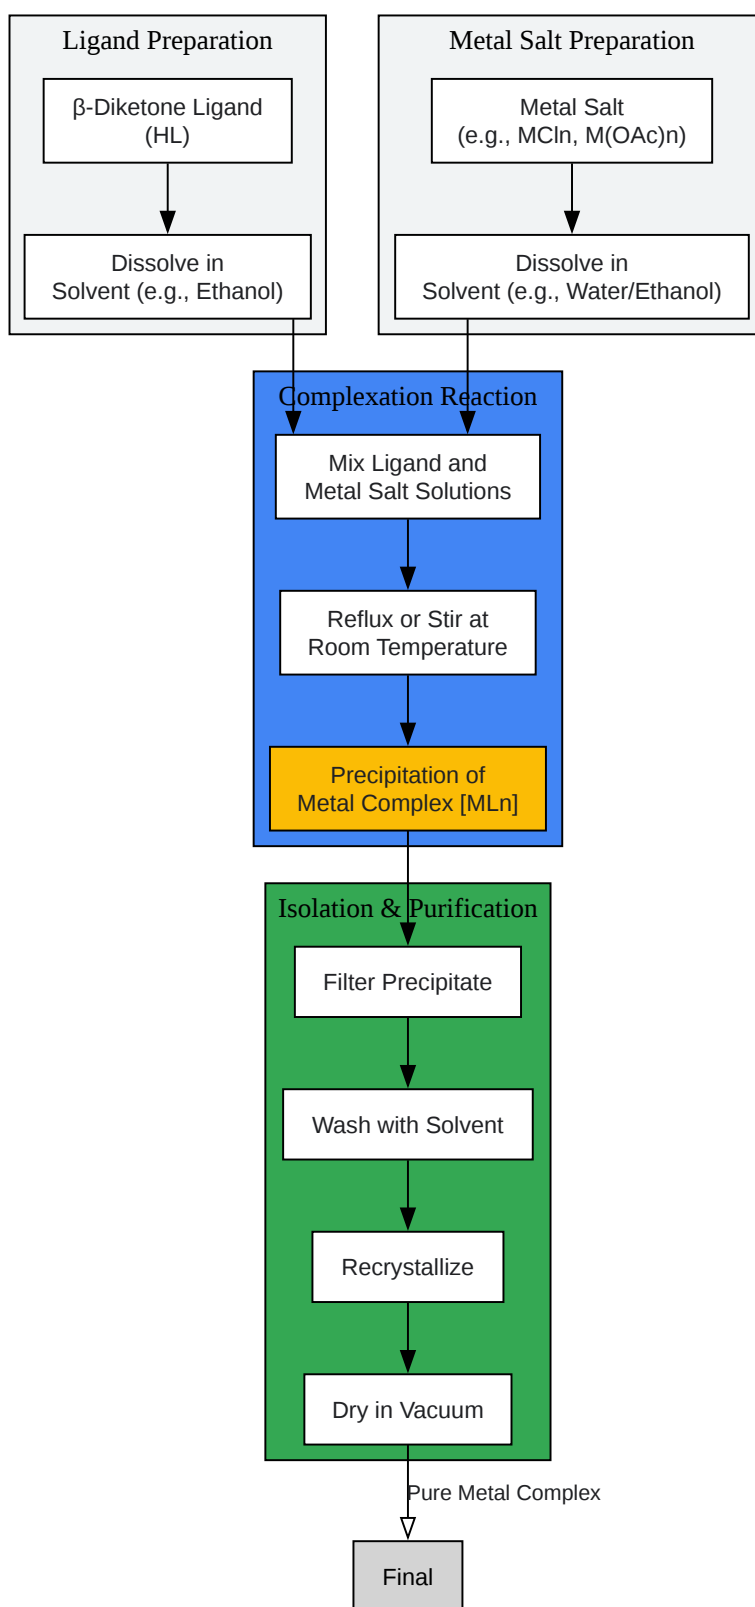 Ligand Preparation
β-Diketone Ligand
(HL)
Dissolve in
Solvent (e.g., Ethanol)
Metal Salt Preparation
Metal Salt
(e.g., MCln, M(OAc)n)
Dissolve in
Solvent (e.g., Water/Ethanol)
Complexation Reaction
Mix Ligand and
Metal Salt Solutions
Reflux or Stir at
Room Temperature
Precipitation of
Metal Complex [MLn]
Isolation & Purification
Filter Precipitate
Wash with Solvent
Recrystallize
Dry in Vacuum
Pure Metal Complex
Final